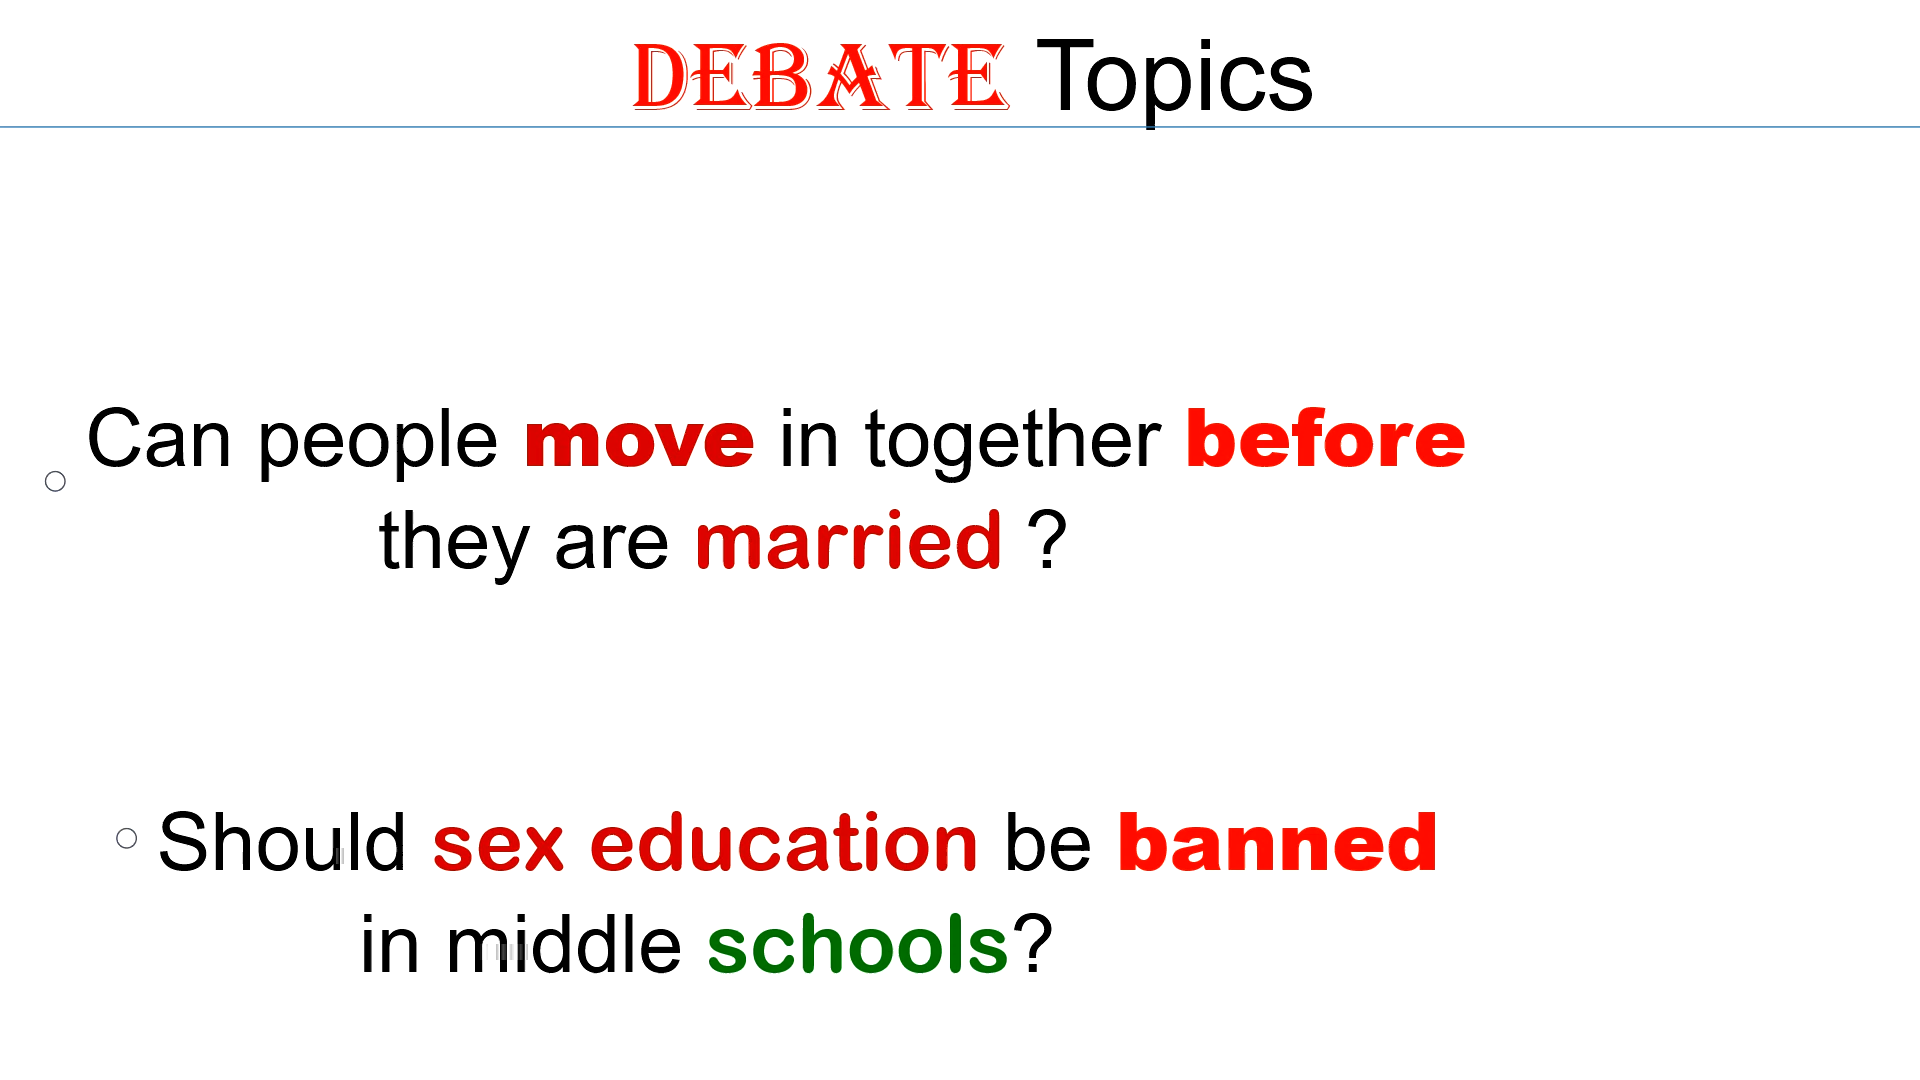 DEBATE Topics
Can people move in together before
they are married ?
Should sex education be banned
in middle schools?